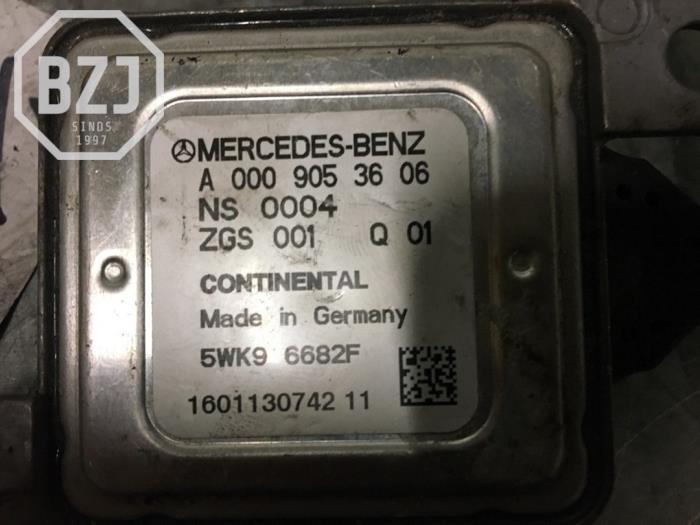 BZJ
SINDS
1997
MERCEDES-BENZ
A 000 905 36 06
NS 0004
ZGS 001 Q 01
CONTINENTAL
Made in Germany
5WK9 6682F
1601130742 11